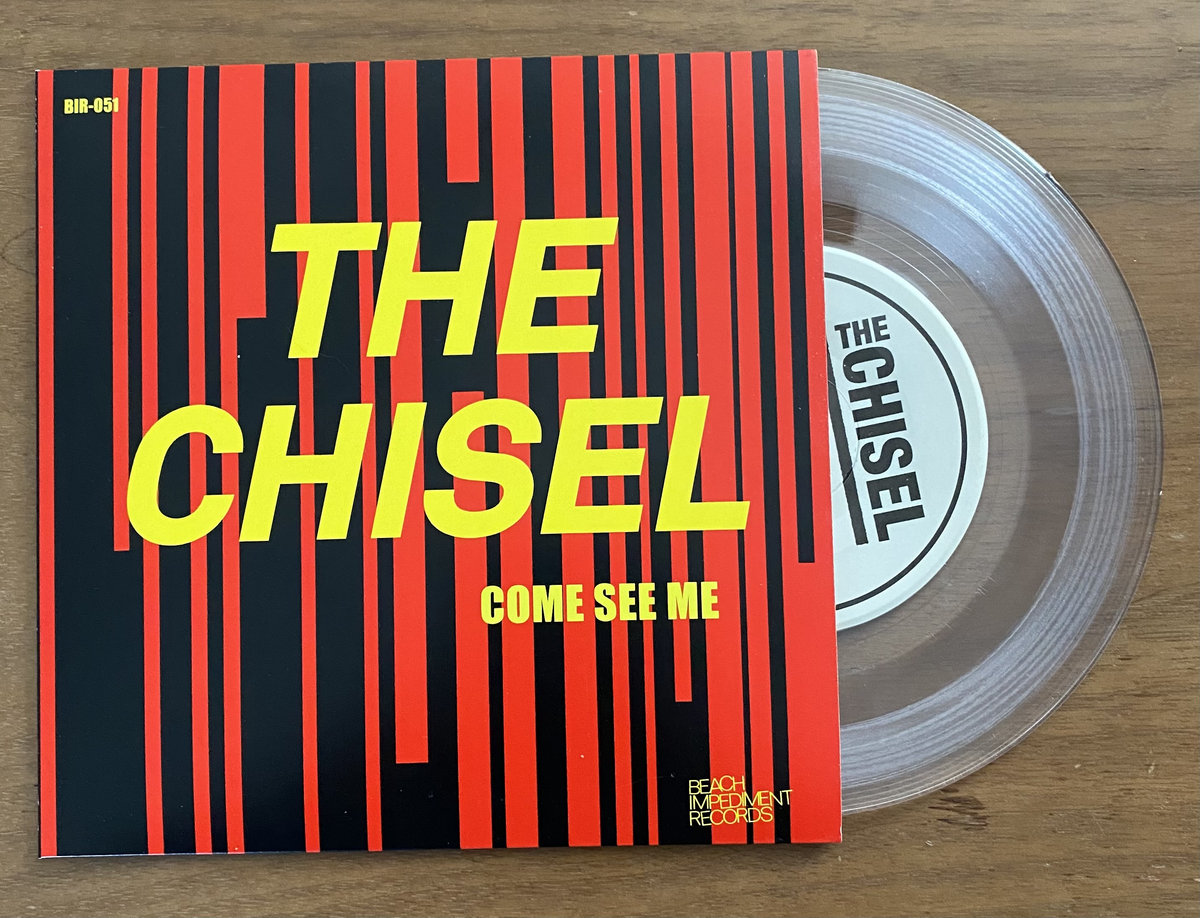 BIR-051
THE
CHISEL
COME SEE ME
BEACH
IMPEDIMENT
RECORDS
THE
CHISEL